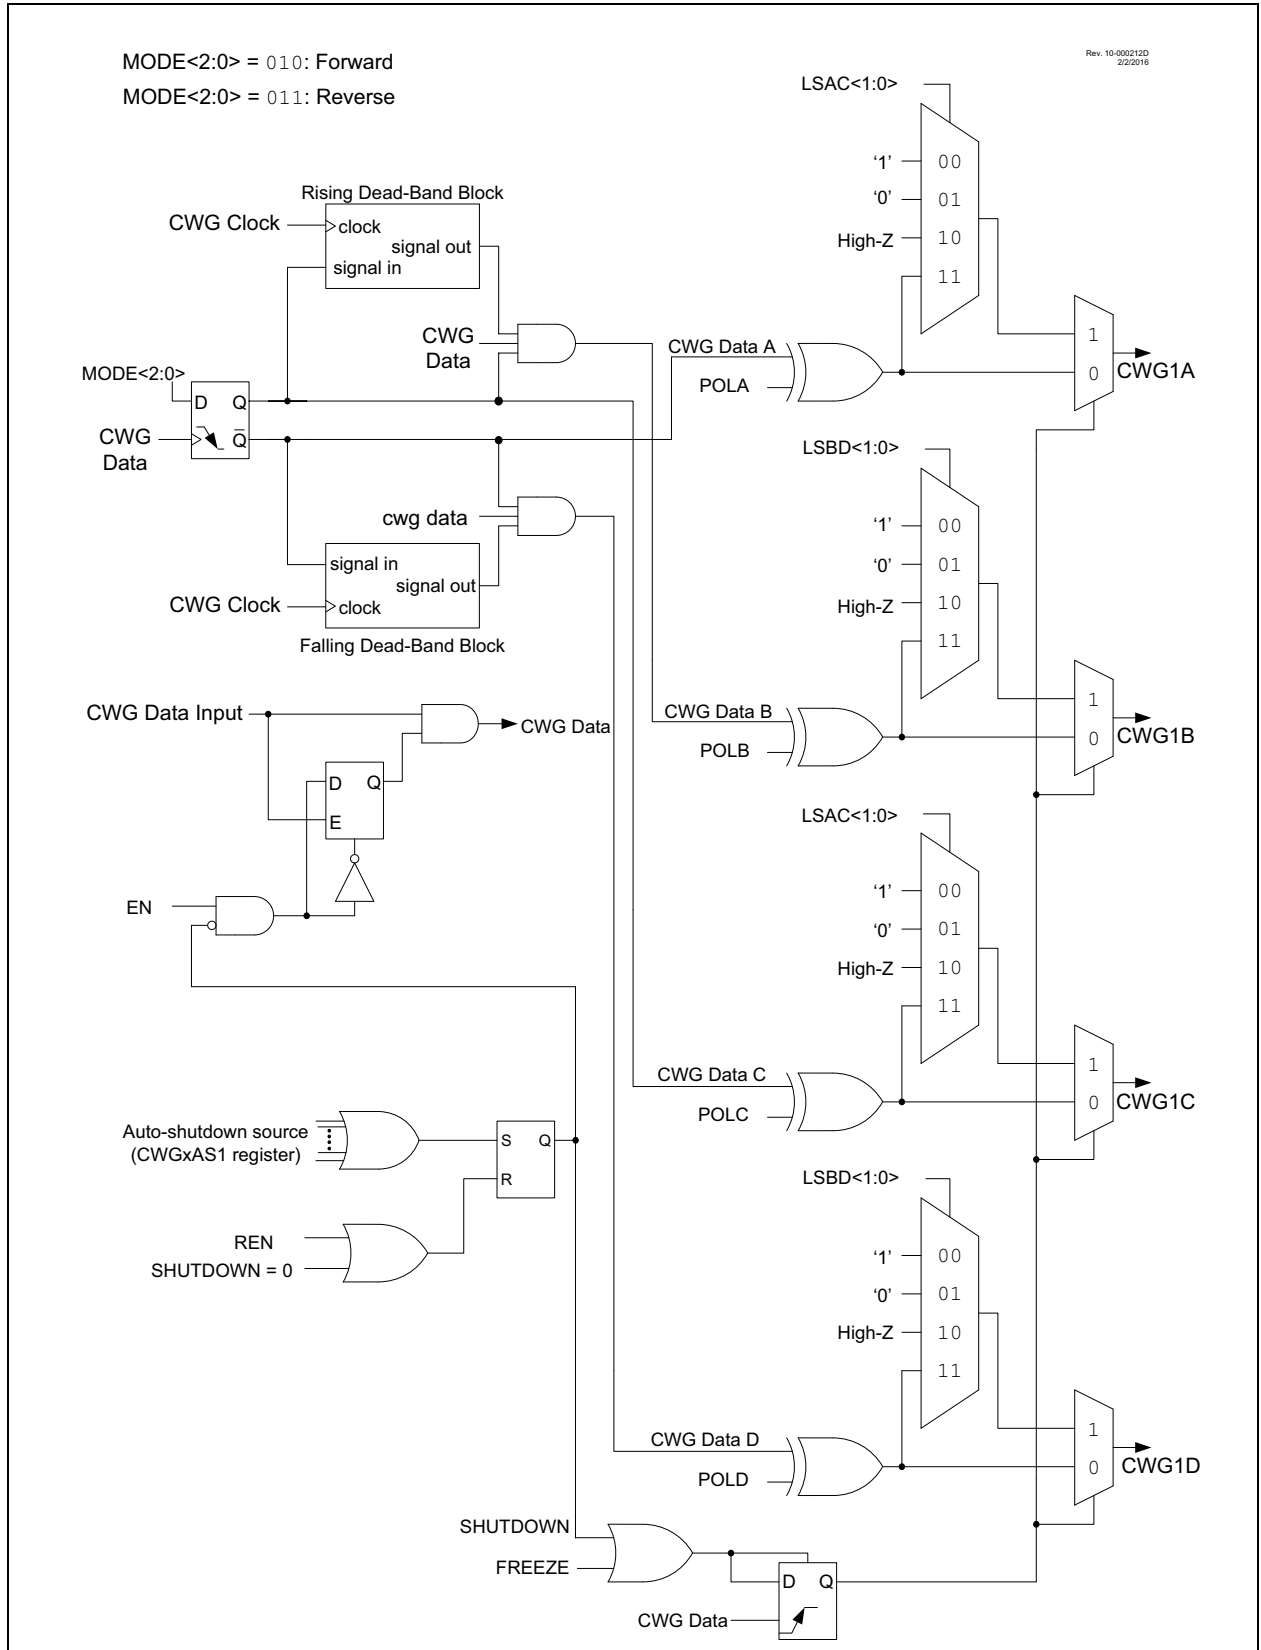 MODE<2:0> = 010: Forward
MODE<2:0> = 011: Reverse
Rev. 10-000212D
2/2/2016
LSAC<1:0>
'1'
00
'0'
01
High-Z
10
11
1
0
CWG1A
Rising Dead-Band Block
CWG Clock
clock
signal out
signal in
CWG
Data
CWG Data A
POLA
MODE<2:0>
D
Q
Q̅
CWG
Data
LSBD<1:0>
'1'
00
'0'
01
High-Z
10
11
1
0
CWG1B
cwg data
signal in
signal out
CWG Clock
clock
Falling Dead-Band Block
CWG Data B
POLB
CWG Data Input
CWG Data
D
Q
E
EN
LSAC<1:0>
'1'
00
'0'
01
High-Z
10
11
1
0
CWG1C
CWG Data C
POLC
Auto-shutdown source
(CWGxAS1 register)
S
Q
R
REN
SHUTDOWN = 0
LSBD<1:0>
'1'
00
'0'
01
High-Z
10
11
1
0
CWG1D
CWG Data D
POLD
SHUTDOWN
FREEZE
D
Q
CWG Data